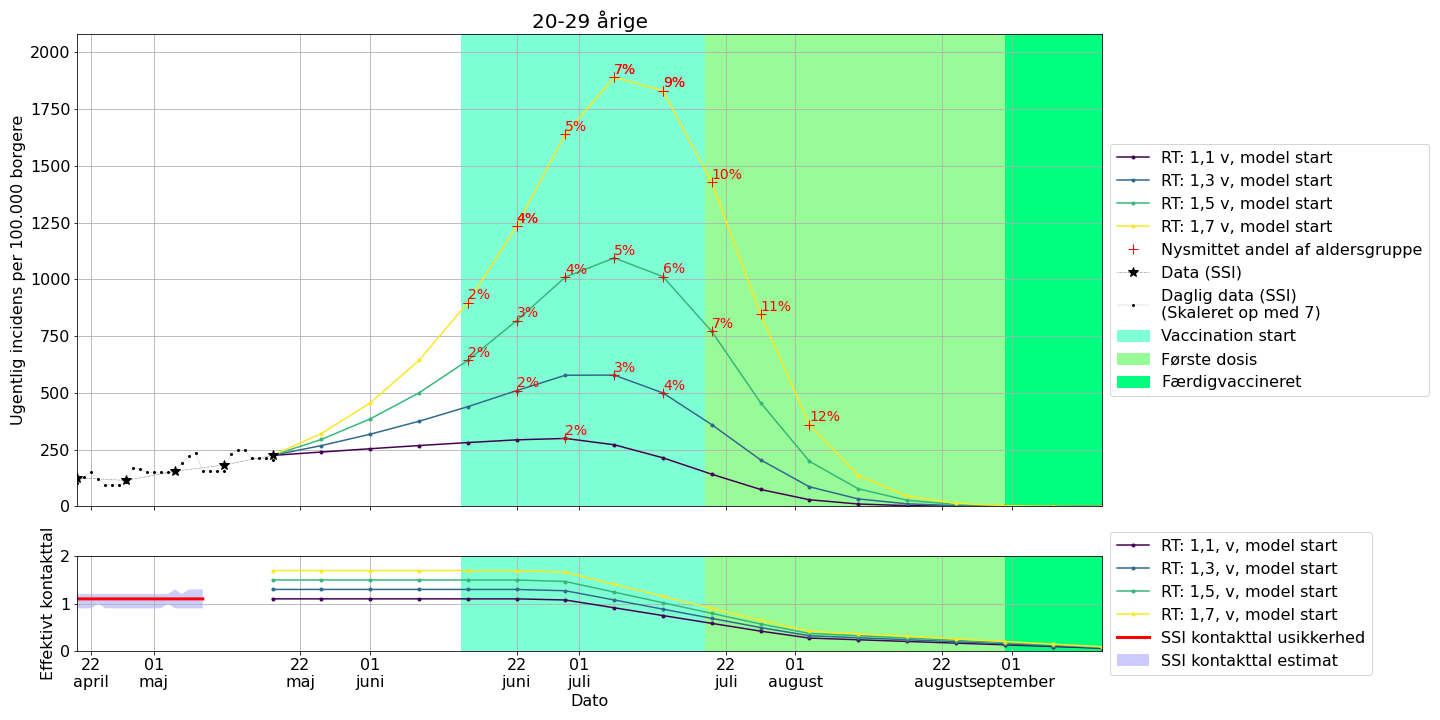 20-29 årige
Ugentlig incidens per 100.000 borgere
2000
1750
1500
1250
1000
750
500
250
0
7%
9%
5%
10%
4%
5%
2%
4%
6%
11%
3%
7%
2%
3%
2%
4%
12%
2%
RT: 1,1 v, model start
RT: 1,3 v, model start
RT: 1,5 v, model start
RT: 1,7 v, model start
Nysmittet andel af aldersgruppe
Data (SSI)
Daglig data (SSI)
(Skaleret op med 7)
Vaccination start
Første dosis
Færdigvaccineret
Effektivt kontakttal
2
1
0
22 april
01 maj
22 maj
01 juni
22 juni
01 juli
22 juli
01 august
22 august
01 september
Dato
RT: 1,1, v, model start
RT: 1,3, v, model start
RT: 1,5, v, model start
RT: 1,7, v, model start
SSI kontakttal usikkerhed
SSI kontakttal estimat